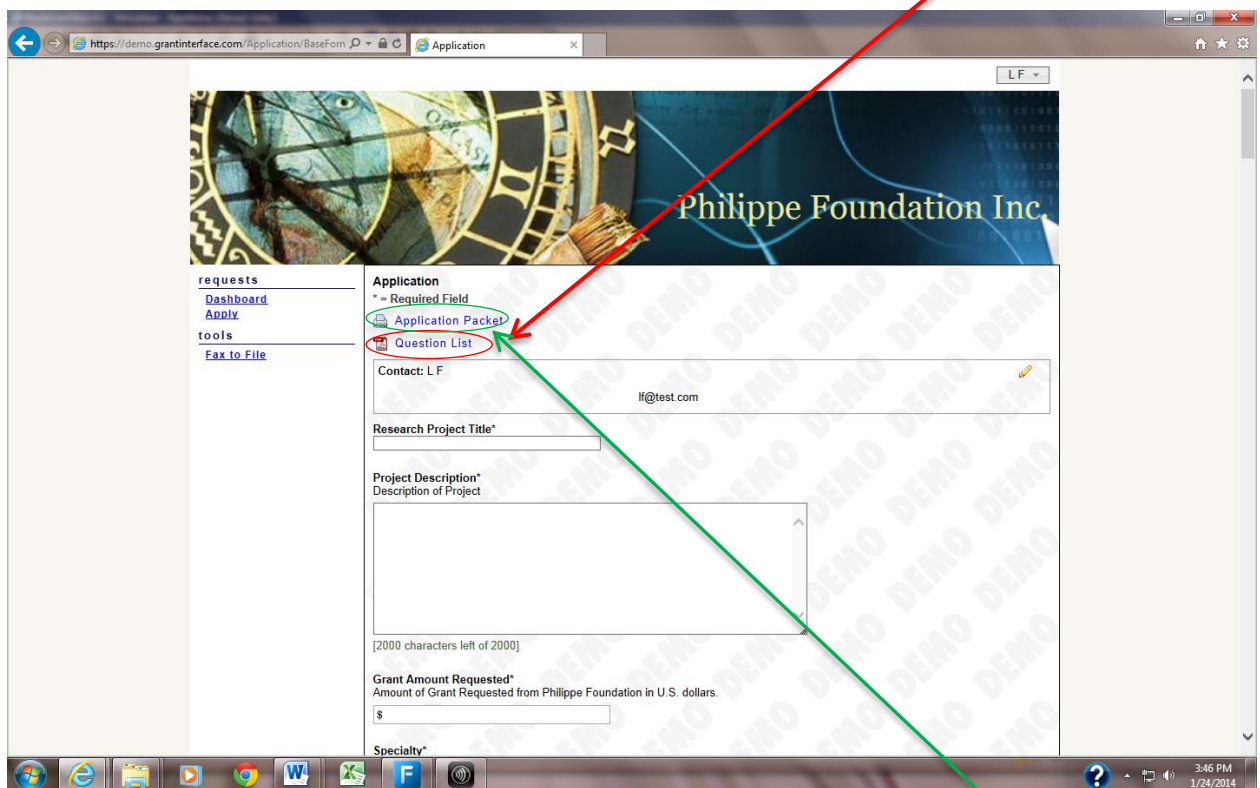 https://demo.grantinterface.com/Application/BaseForn
Application
L F
Philippe Foundation Inc.
requests
Dashboard
Apply
tools
Fax to File
Application
* = Required Field
Application Packet
Question List
Contact: L F
lf@test.com
Research Project Title*
Project Description*
Description of Project
[2000 characters left of 2000]
Grant Amount Requested*
Amount of Grant Requested from Philippe Foundation in U.S. dollars.
$
Specialty*
3:46 PM
1/24/2014